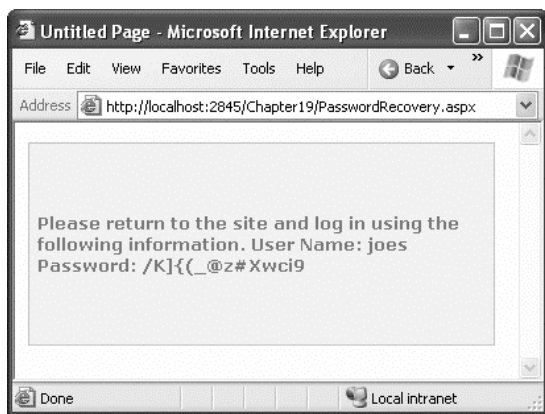 Untitled Page - Microsoft Internet Explorer
File Edit View Favorites Tools Help Back »
Address http://localhost:2845/Chapter19/PasswordRecovery.aspx
Please return to the site and log in using the
following information. User Name: joes
Password: /K]{(_@z#Xwci9
Done Local intranet